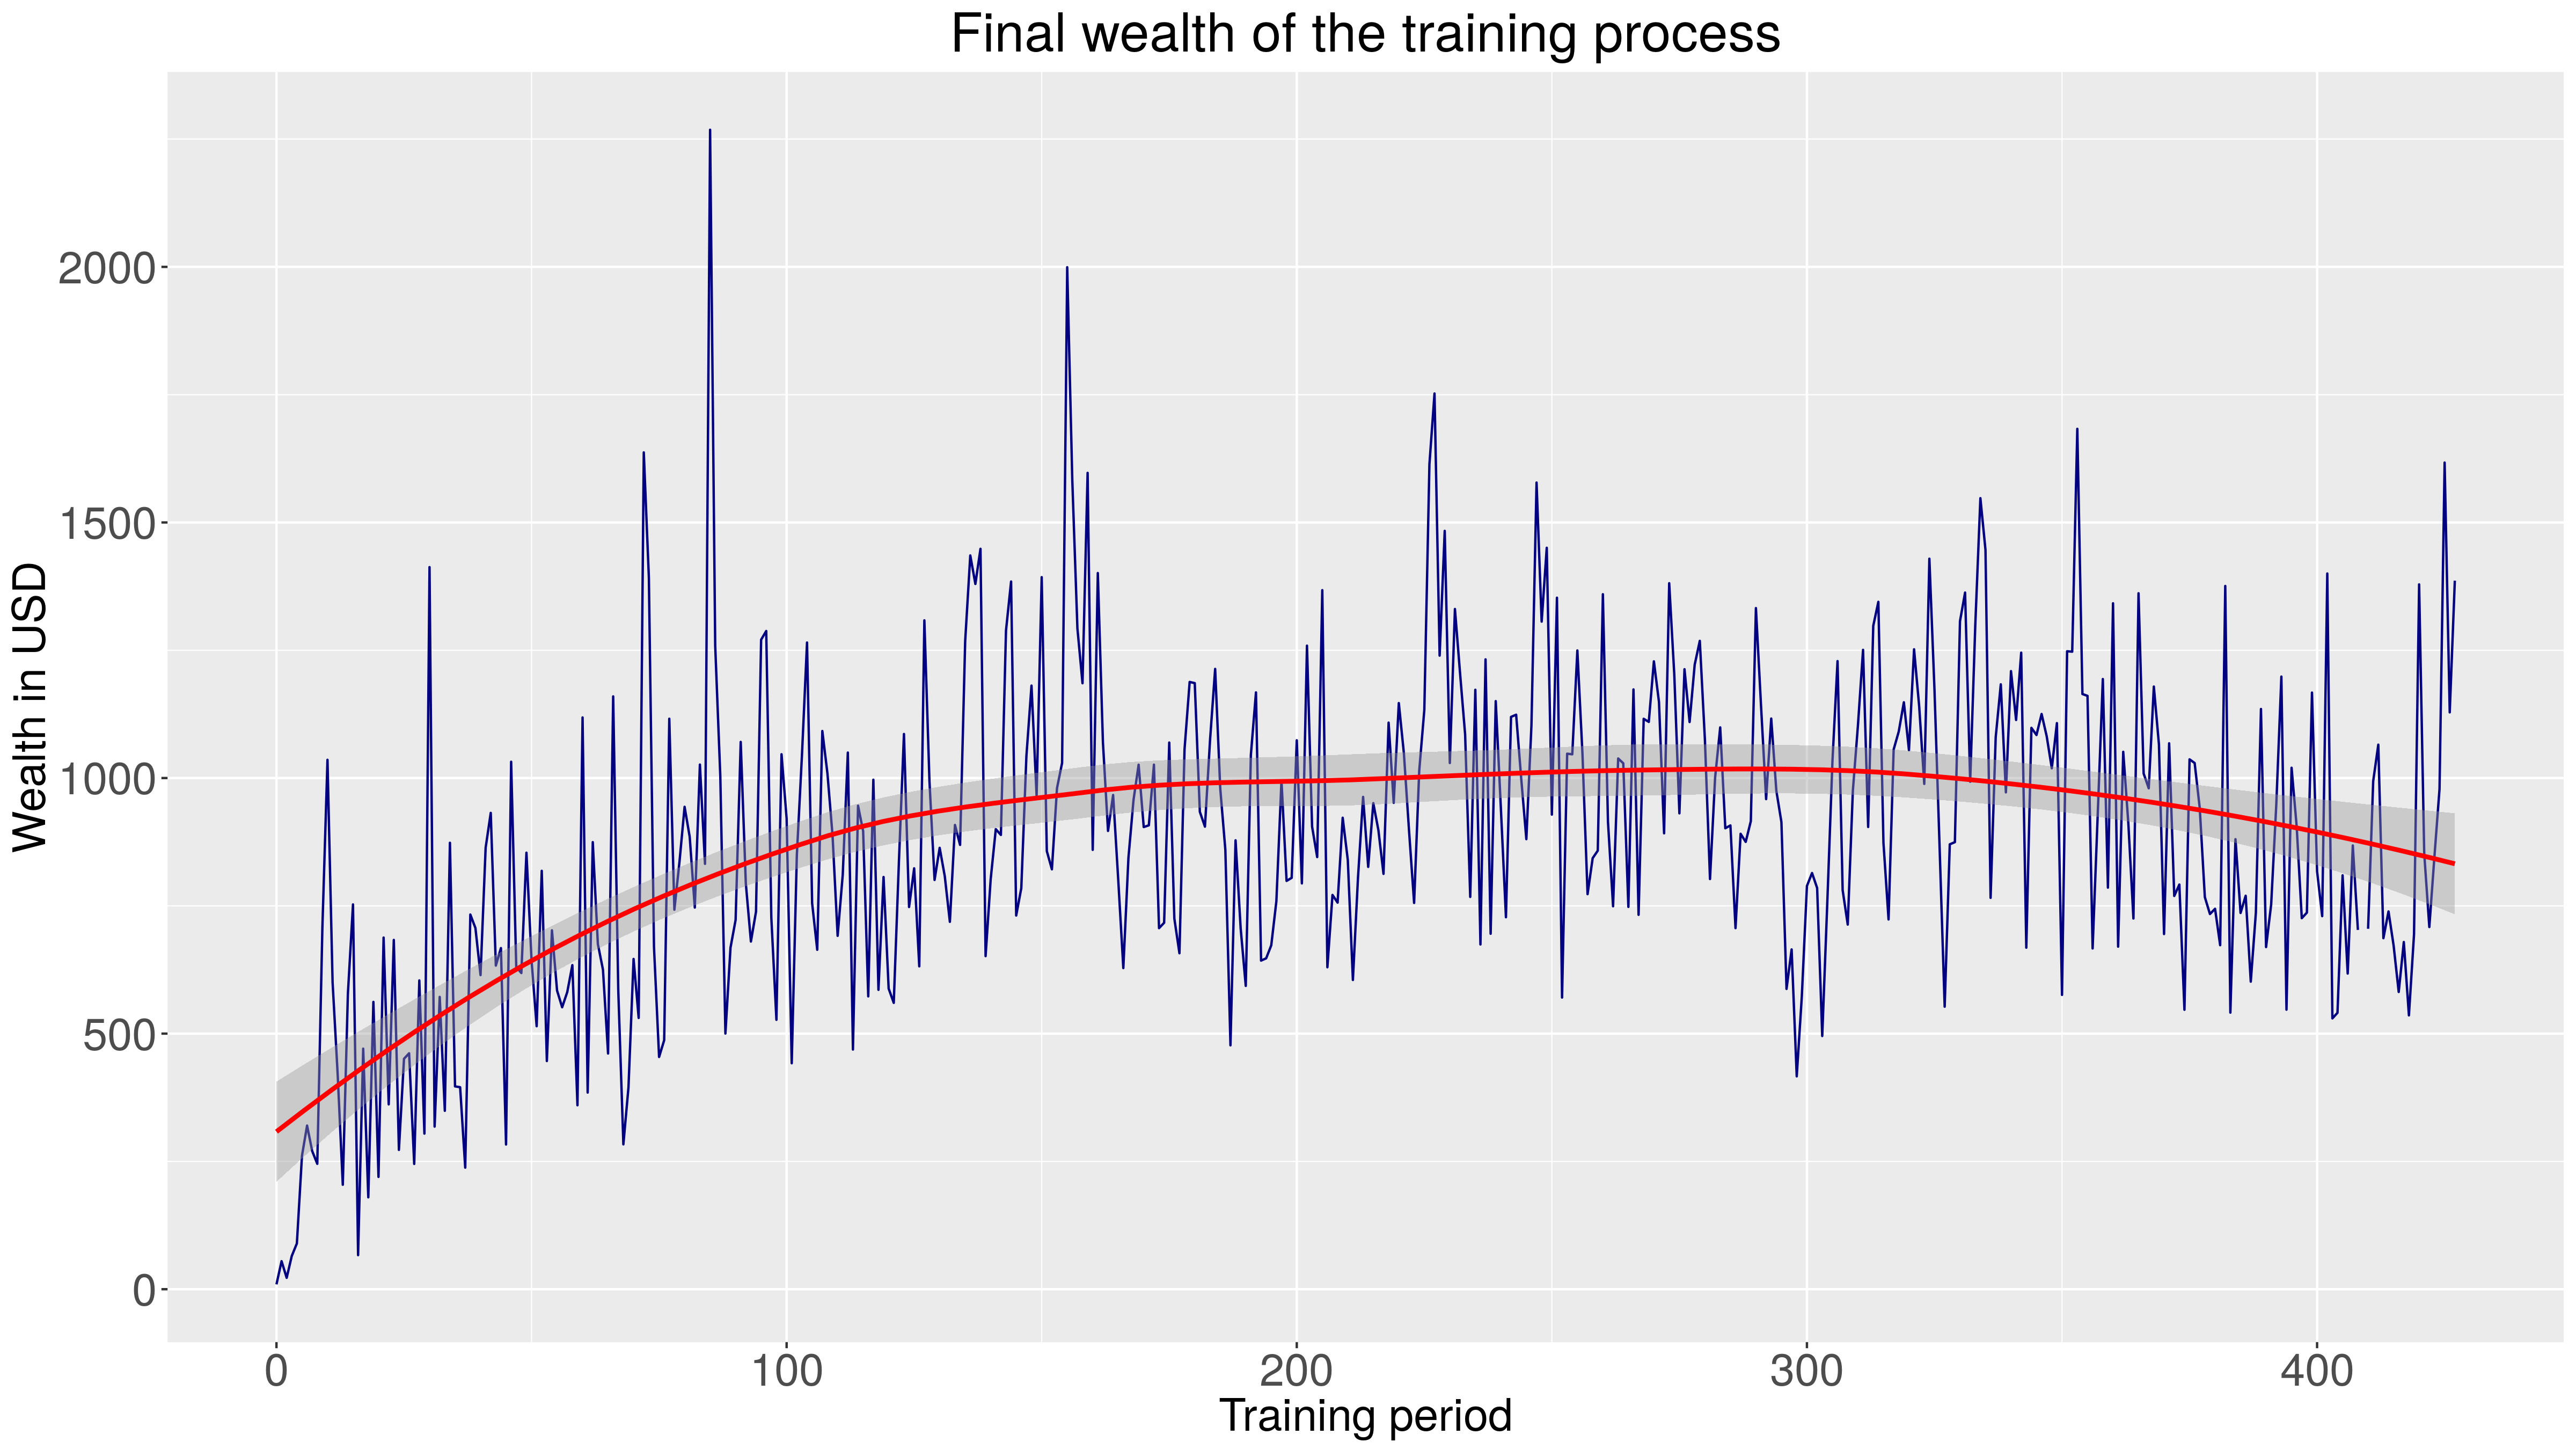 Final wealth of the training process
Wealth in USD
2000
1500
1000
500
0
0 100 200 300 400
Training period